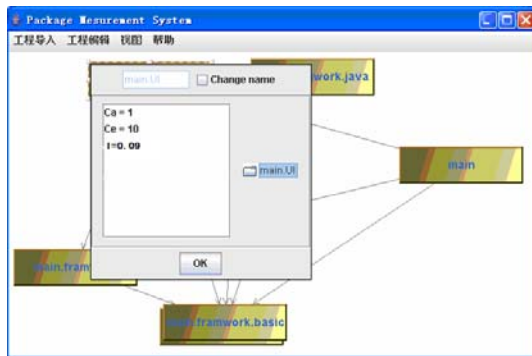 Package Mesurement System
工程导入 工程编辑 视图 帮助
work.java
main.UI Change name
Ca = 1
Ce = 10
I=0.09
main.UI
main
main.fram
OK
main.framwork.basic